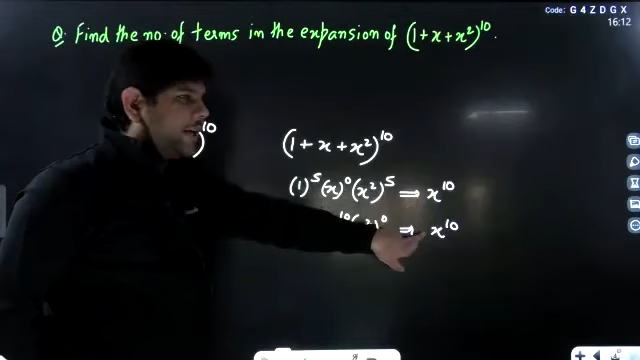 Code: G 4 Z D G X
16:12
Q. Find the no. of terms in the expansion of (1+x+x²)¹⁰.
)¹⁰
(1+x+x²)¹⁰
(1)⁵(x)⁰(x²)⁵ ⇒ x¹⁰
⇒ x¹⁰